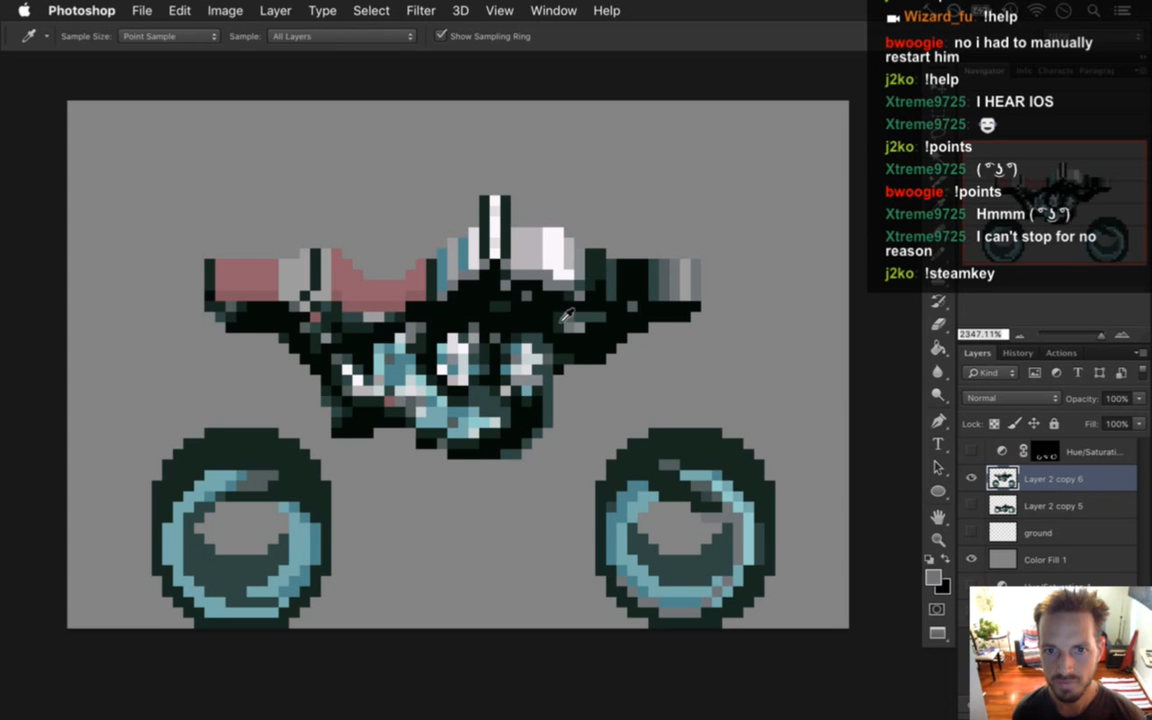 Photoshop File Edit Image Layer Type Select Filter 3D View Window Help
Sample Size: Point Sample Sample: All Layers Show Sampling Ring
Wizard_fu !help
bwoogie: no i had to manually
restart him
j2ko: !help
Xtreme9725: I HEAR IOS
Xtreme9725:
j2ko: !points
Xtreme9725: ( ͡° ͜ʖ ͡°)
bwoogie: !points
Xtreme9725: Hmmm ( ͡° ͜ʖ ͡°)
Xtreme9725: I can't stop for no
reason
j2ko: !steamkey
Navigator Info Characte Paragraph
2347.11%
Layers History Actions
Kind
Normal Opacity: 100%
Lock: Fill: 100%
Hue/Saturati...
Layer 2 copy 6
Layer 2 copy 5
ground
Color Fill 1